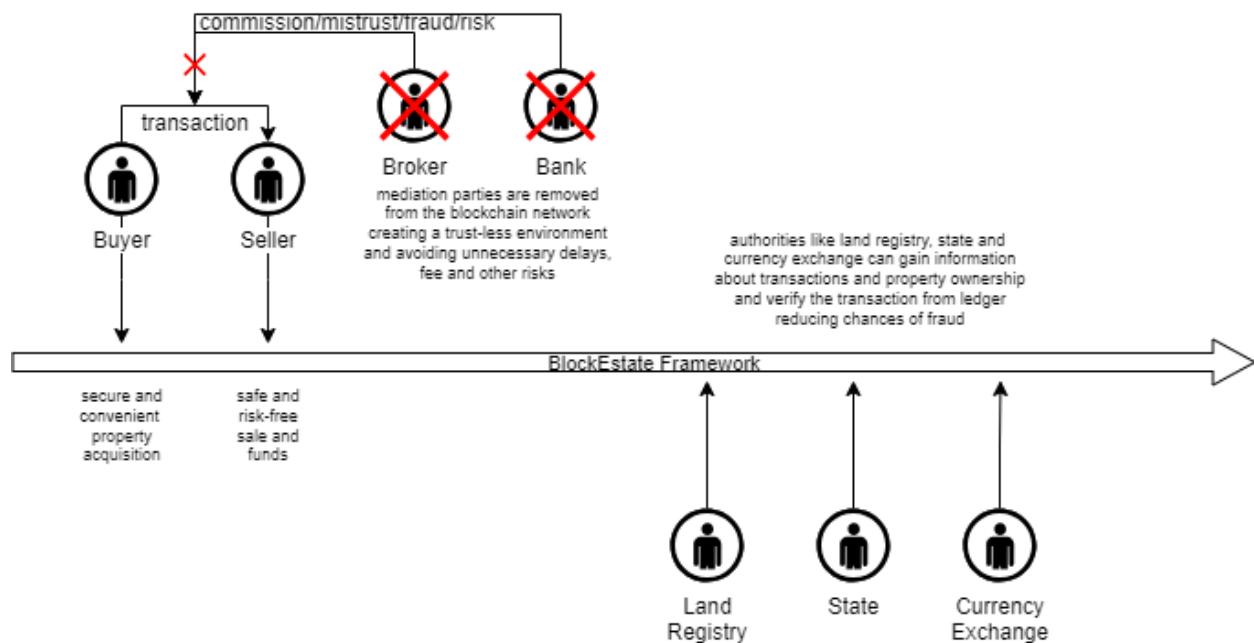 commission/mistrust/fraud/risk
transaction
Buyer
Seller
Broker
Bank
mediation parties are removed
from the blockchain network
creating a trust-less environment
and avoiding unnecessary delays,
fee and other risks
authorities like land registry, state and
currency exchange can gain information
about transactions and property ownership
and verify the transaction from ledger
reducing chances of fraud
BlockEstate Framework
secure and
convenient
property
acquisition
safe and
risk-free
sale and
funds
Land
Registry
State
Currency
Exchange